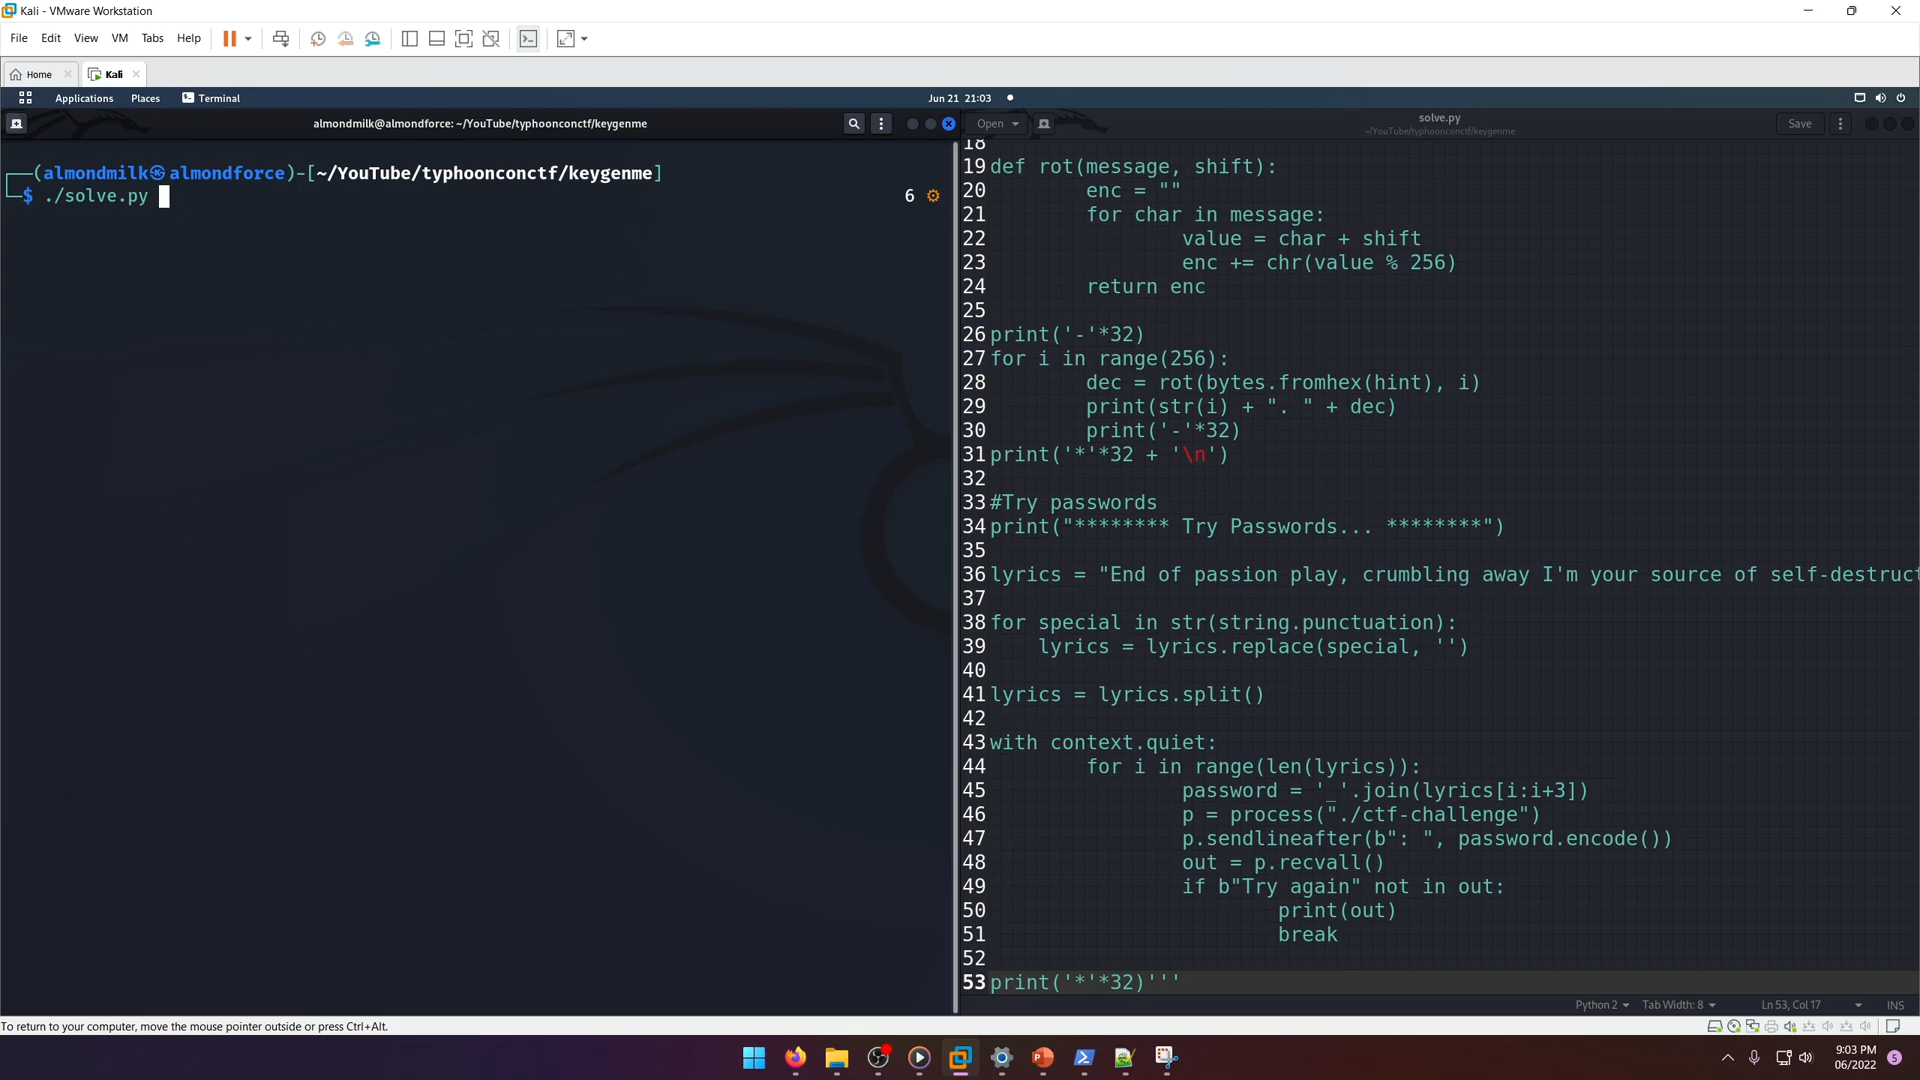 Kali - VMware Workstation
File Edit View VM Tabs Help
Home Kali
Applications Places Terminal Jun 21 21:03
almondmilk@almondforce: ~/YouTube/typhoonconctf/keygenme
Open solve.py Save
~/YouTube/typhoonconctf/keygenme
┌──(almondmilk㉿almondforce)-[~/YouTube/typhoonconctf/keygenme]
└─$ ./solve.py 6
18
19 def rot(message, shift):
20 enc = ""
21 for char in message:
22 value = char + shift
23 enc += chr(value % 256)
24 return enc
25
26 print('-'*32)
27 for i in range(256):
28 dec = rot(bytes.fromhex(hint), i)
29 print(str(i) + ". " + dec)
30 print('-'*32)
31 print('*'*32 + '\n')
32
33 #Try passwords
34 print("******** Try Passwords... ********")
35
36 lyrics = "End of passion play, crumbling away I'm your source of self-destruct
37
38 for special in str(string.punctuation):
39 lyrics = lyrics.replace(special, '')
40
41 lyrics = lyrics.split()
42
43 with context.quiet:
44 for i in range(len(lyrics)):
45 password = '_'.join(lyrics[i:i+3])
46 p = process("./ctf-challenge")
47 p.sendlineafter(b": ", password.encode())
48 out = p.recvall()
49 if b"Try again" not in out:
50 print(out)
51 break
52
53 print('*'*32)'''
Python 2 Tab Width: 8 Ln 53, Col 17 INS
To return to your computer, move the mouse pointer outside or press Ctrl+Alt.
9:03 PM
06/2022 5